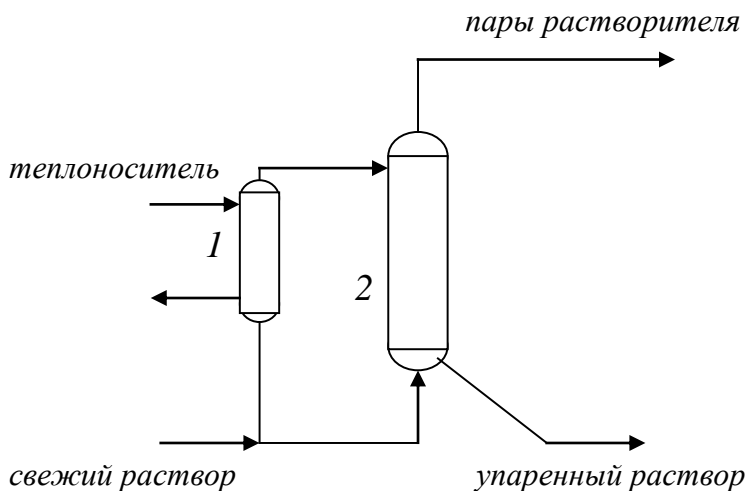 пары растворителя
теплоноситель
1
2
свежий раствор
упаренный раствор